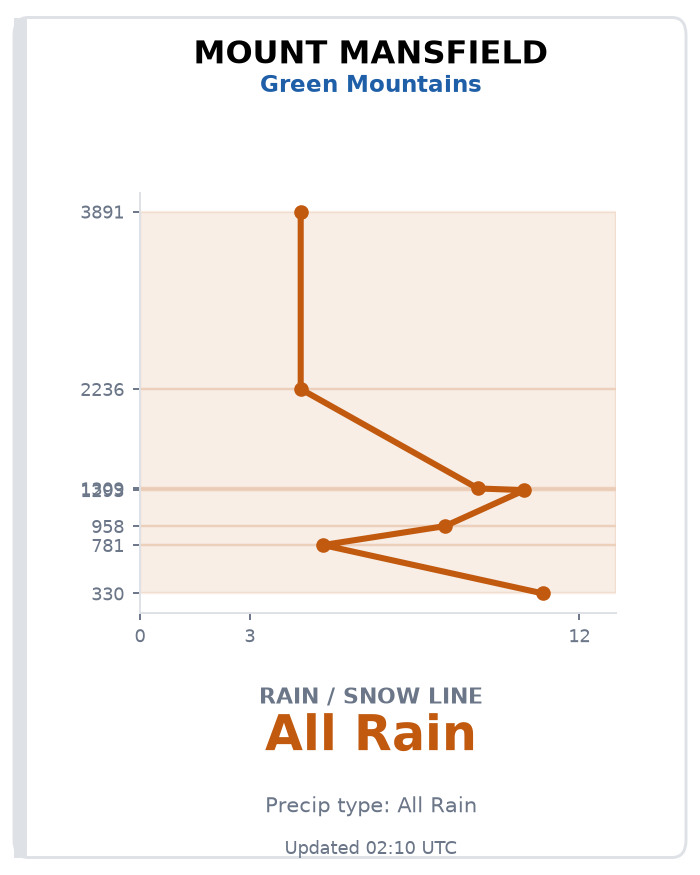 MOUNT MANSFIELD
Green Mountains
3891
2236
958
781
330
0 3 12
RAIN / SNOW LINE
All Rain
Precip type: All Rain
Updated 02:10 UTC